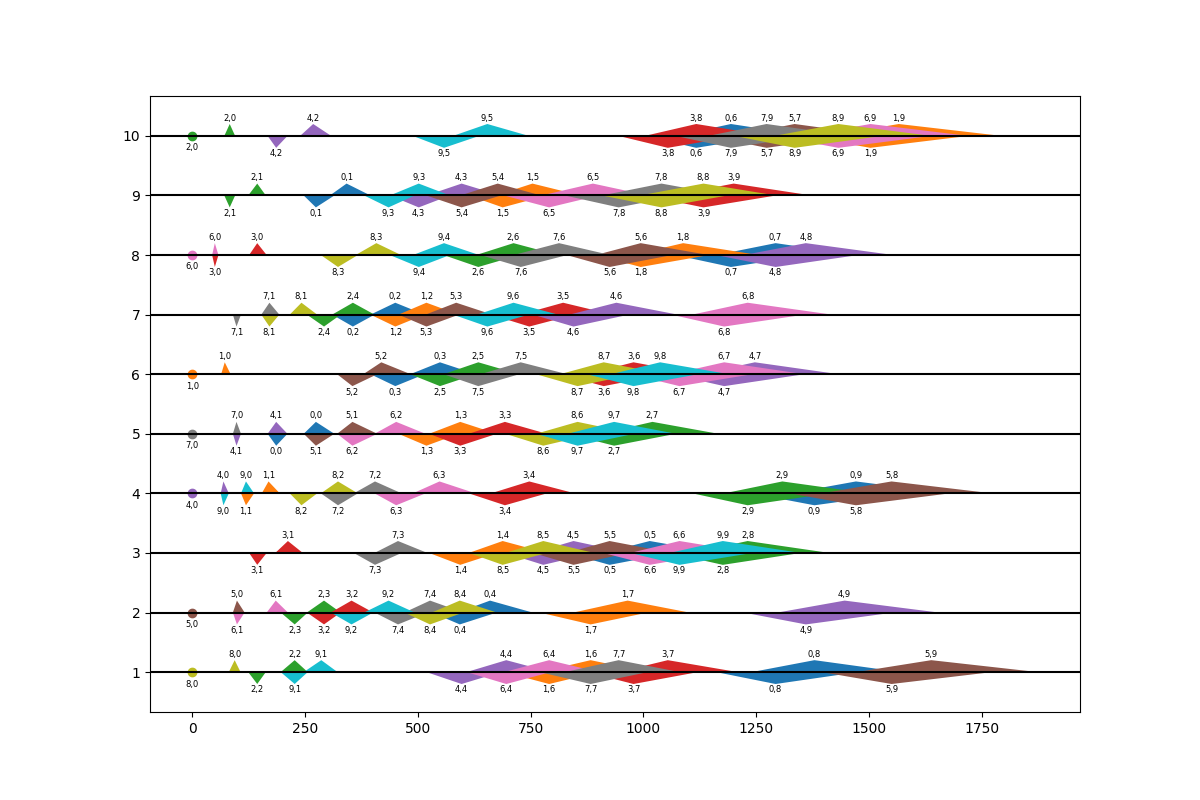 2,0 4,2 9,5 3,8 0,6 7,9 5,7 8,9 6,9 1,9
10
2,0 4,2 9,5 3,8 0,6 7,9 5,7 8,9 6,9 1,9
2,1 0,1 9,3 4,3 5,4 1,5 6,5 7,8 8,8 3,9
9
2,1 0,1 9,3 4,3 5,4 1,5 6,5 7,8 8,8 3,9
6,0 3,0 8,3 9,4 2,6 7,6 5,6 1,8 0,7 4,8
8
6,0 3,0 8,3 9,4 2,6 7,6 5,6 1,8 0,7 4,8
7,1 8,1 2,4 0,2 1,2 5,3 9,6 3,5 4,6 6,8
7
7,1 8,1 2,4 0,2 1,2 5,3 9,6 3,5 4,6 6,8
1,0 5,2 0,3 2,5 7,5 8,7 3,6 9,8 6,7 4,7
6
1,0 5,2 0,3 2,5 7,5 8,7 3,6 9,8 6,7 4,7
7,0 4,1 0,0 5,1 6,2 1,3 3,3 8,6 9,7 2,7
5
7,0 4,1 0,0 5,1 6,2 1,3 3,3 8,6 9,7 2,7
4,0 9,0 1,1 8,2 7,2 6,3 3,4 2,9 0,9 5,8
4
4,0 9,0 1,1 8,2 7,2 6,3 3,4 2,9 0,9 5,8
3,1 7,3 1,4 8,5 4,5 5,5 0,5 6,6 9,9 2,8
3
3,1 7,3 1,4 8,5 4,5 5,5 0,5 6,6 9,9 2,8
5,0 6,1 2,3 3,2 9,2 7,4 8,4 0,4 1,7 4,9
2
5,0 6,1 2,3 3,2 9,2 7,4 8,4 0,4 1,7 4,9
8,0 2,2 9,1 4,4 6,4 1,6 7,7 3,7 0,8 5,9
1
8,0 2,2 9,1 4,4 6,4 1,6 7,7 3,7 0,8 5,9
0 250 500 750 1000 1250 1500 1750